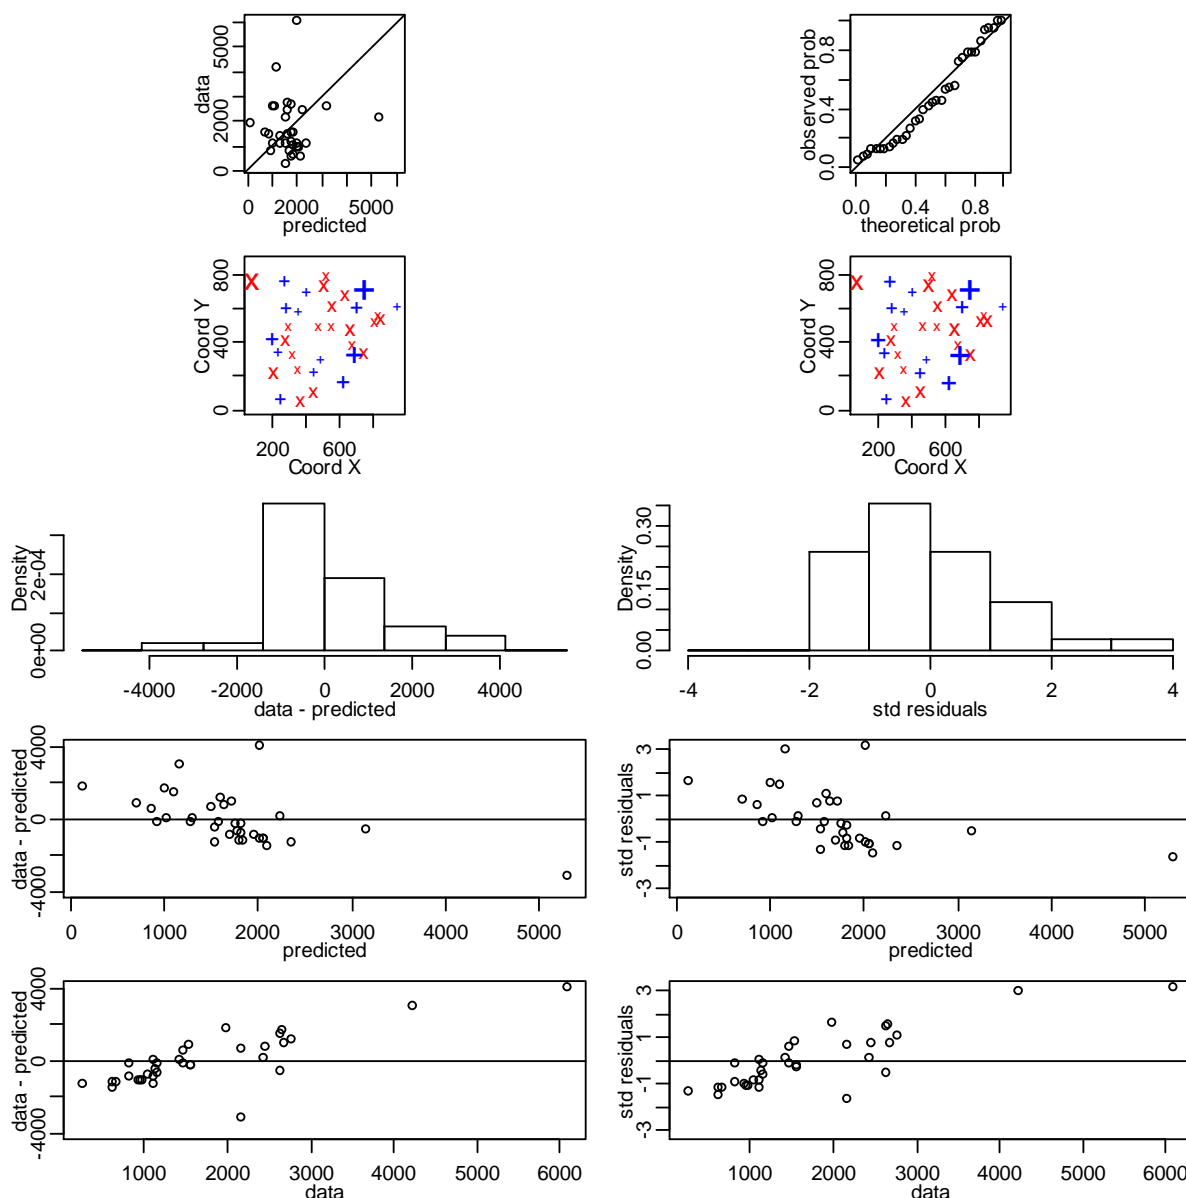 data
0 2000 5000
0 2000 5000
predicted
observed prob
0.0 0.4 0.8
0.0 0.4 0.8
theoretical prob
Coord Y
0 400 800
200 600
Coord X
Coord Y
0 400 800
200 600
Coord X
Density
0e+00 2e-04
-4000 -2000 0 2000 4000
data - predicted
Density
0.00 0.15 0.30
-4 -2 0 2 4
std residuals
data - predicted
-4000 0 4000
0 1000 2000 3000 4000 5000
predicted
std residuals
-3 -1 1 3
0 1000 2000 3000 4000 5000
predicted
data - predicted
-4000 0 4000
1000 2000 3000 4000 5000 6000
data
std residuals
-3 -1 1 3
1000 2000 3000 4000 5000 6000
data